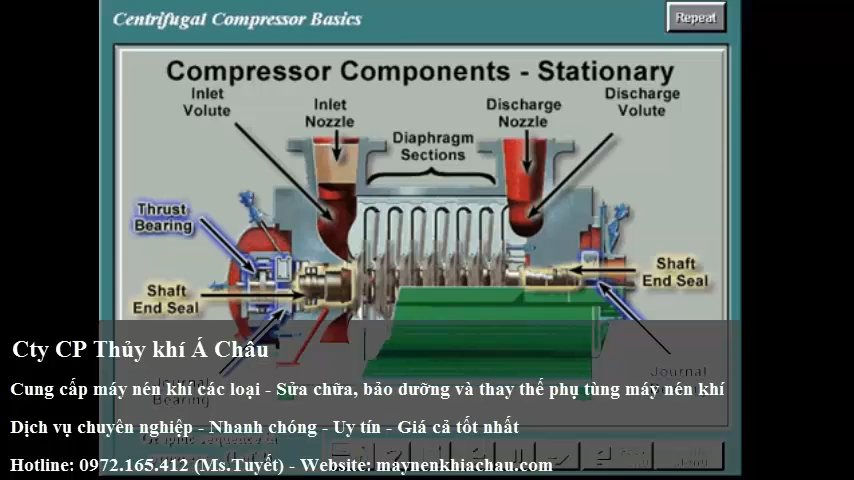 Centrifugal Compressor Basics
Repeat
Compressor Components - Stationary
Inlet
Volute
Inlet
Nozzle
Diaphragm
Sections
Discharge
Nozzle
Discharge
Volute
Thrust
Bearing
Shaft
End Seal
Shaft
End Seal
Journal
Bearing
Journal
Cty CP Thủy khí Á Châu
Cung cấp máy nén khí các loại - Sữa chữa, bảo dưỡng và thay thế phụ tùng máy nén khí
Dịch vụ chuyên nghiệp - Nhanh chóng - Uy tín - Giá cả tốt nhất
Hotline: 0972.165.412 (Ms.Tuyết) - Website: maynenkhiachau.com